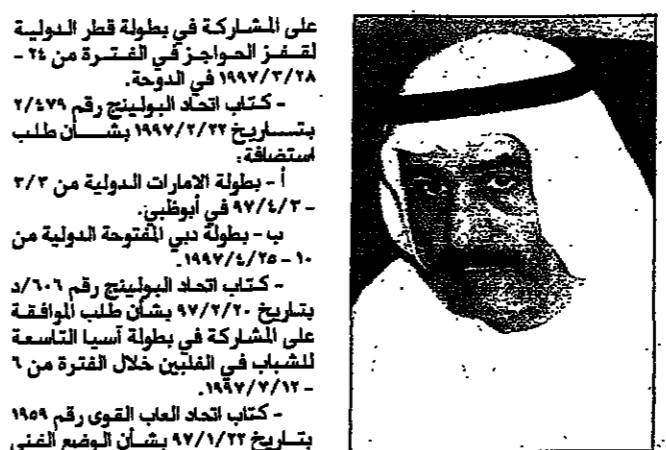 على المشاركة في بطولة قطر الدولية
لقفز الحواجز في الفترة من ٢٤ -
١٩٩٧/٣/٢٨ في الدوحة.
- كتاب اتحاد البولينج رقم ٢/٤٧٩
بتاريخ ١٩٩٧/٢/٢٢ بشأن طلب
استضافة:
أ - بطولة الامارات الدولية من ٣/٣
- ٩٧/٤/٣ في أبوظبي.
ب - بطولة دبي المفتوحة الدولية من
١٠ - ١٩٩٧/٤/٢٥.
- كتاب اتحاد البولينج رقم ٦٠٦/د
بتاريخ ٩٧/٢/٢٠ بشأن طلب الموافقة
على المشاركة في بطولة آسيا التاسعة
للشباب في الفلبين خلال الفترة من ٦
- ١٩٩٧/٧/١٢.
- كتاب اتحاد العاب القوى رقم ١٩٥٩
بتاريخ ٩٧/١/٢٢ بشأن الوضع الفني